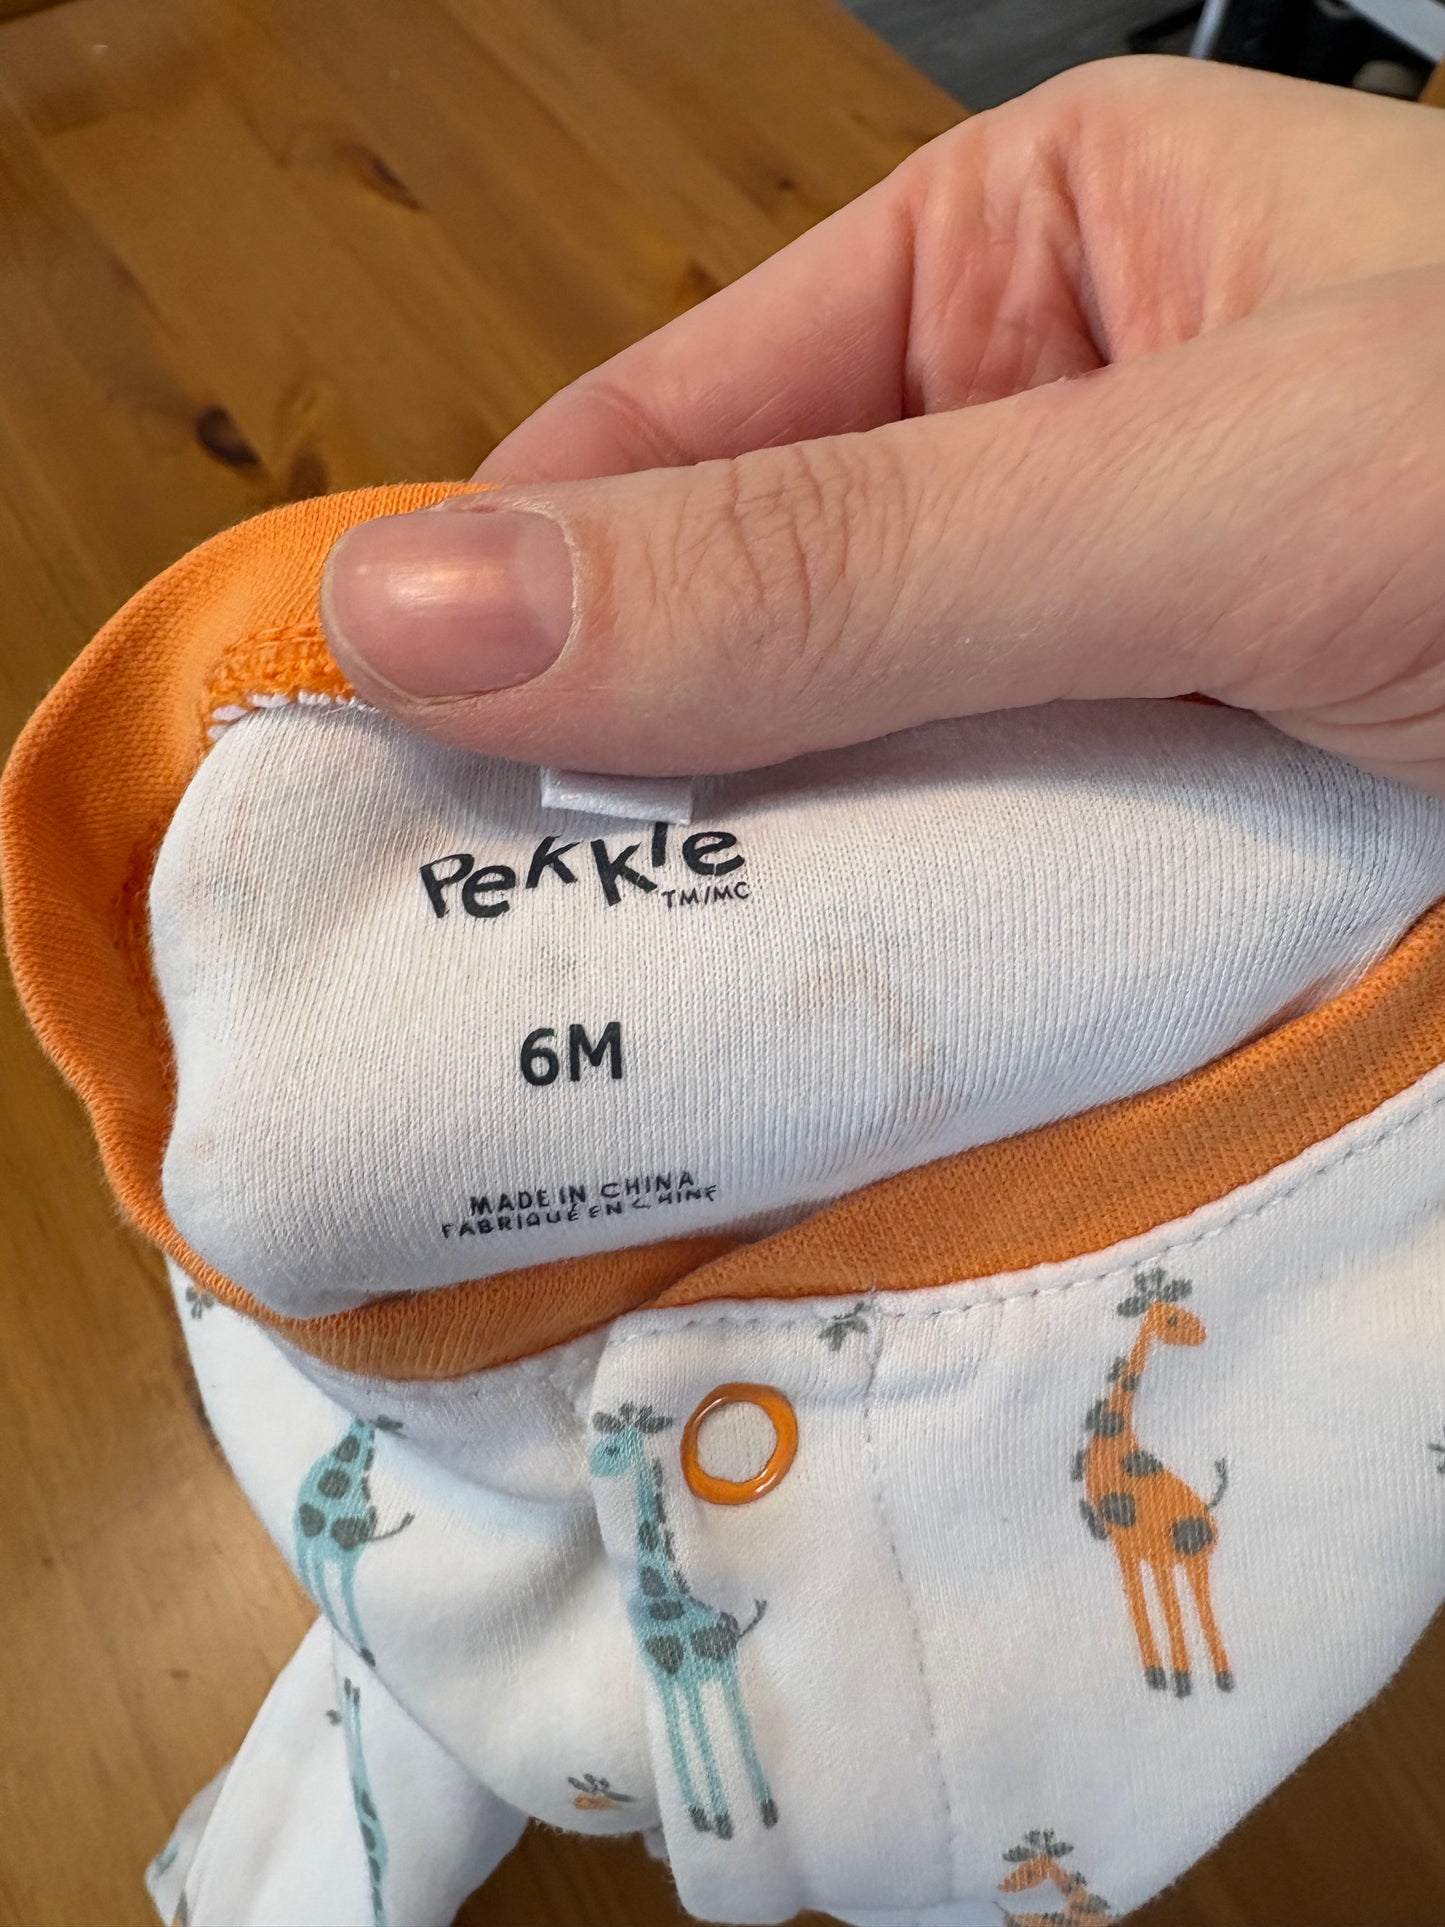 Pekkle
TM/MC
6M
MADE IN CHINA
FABRIQUÉ EN CHINE